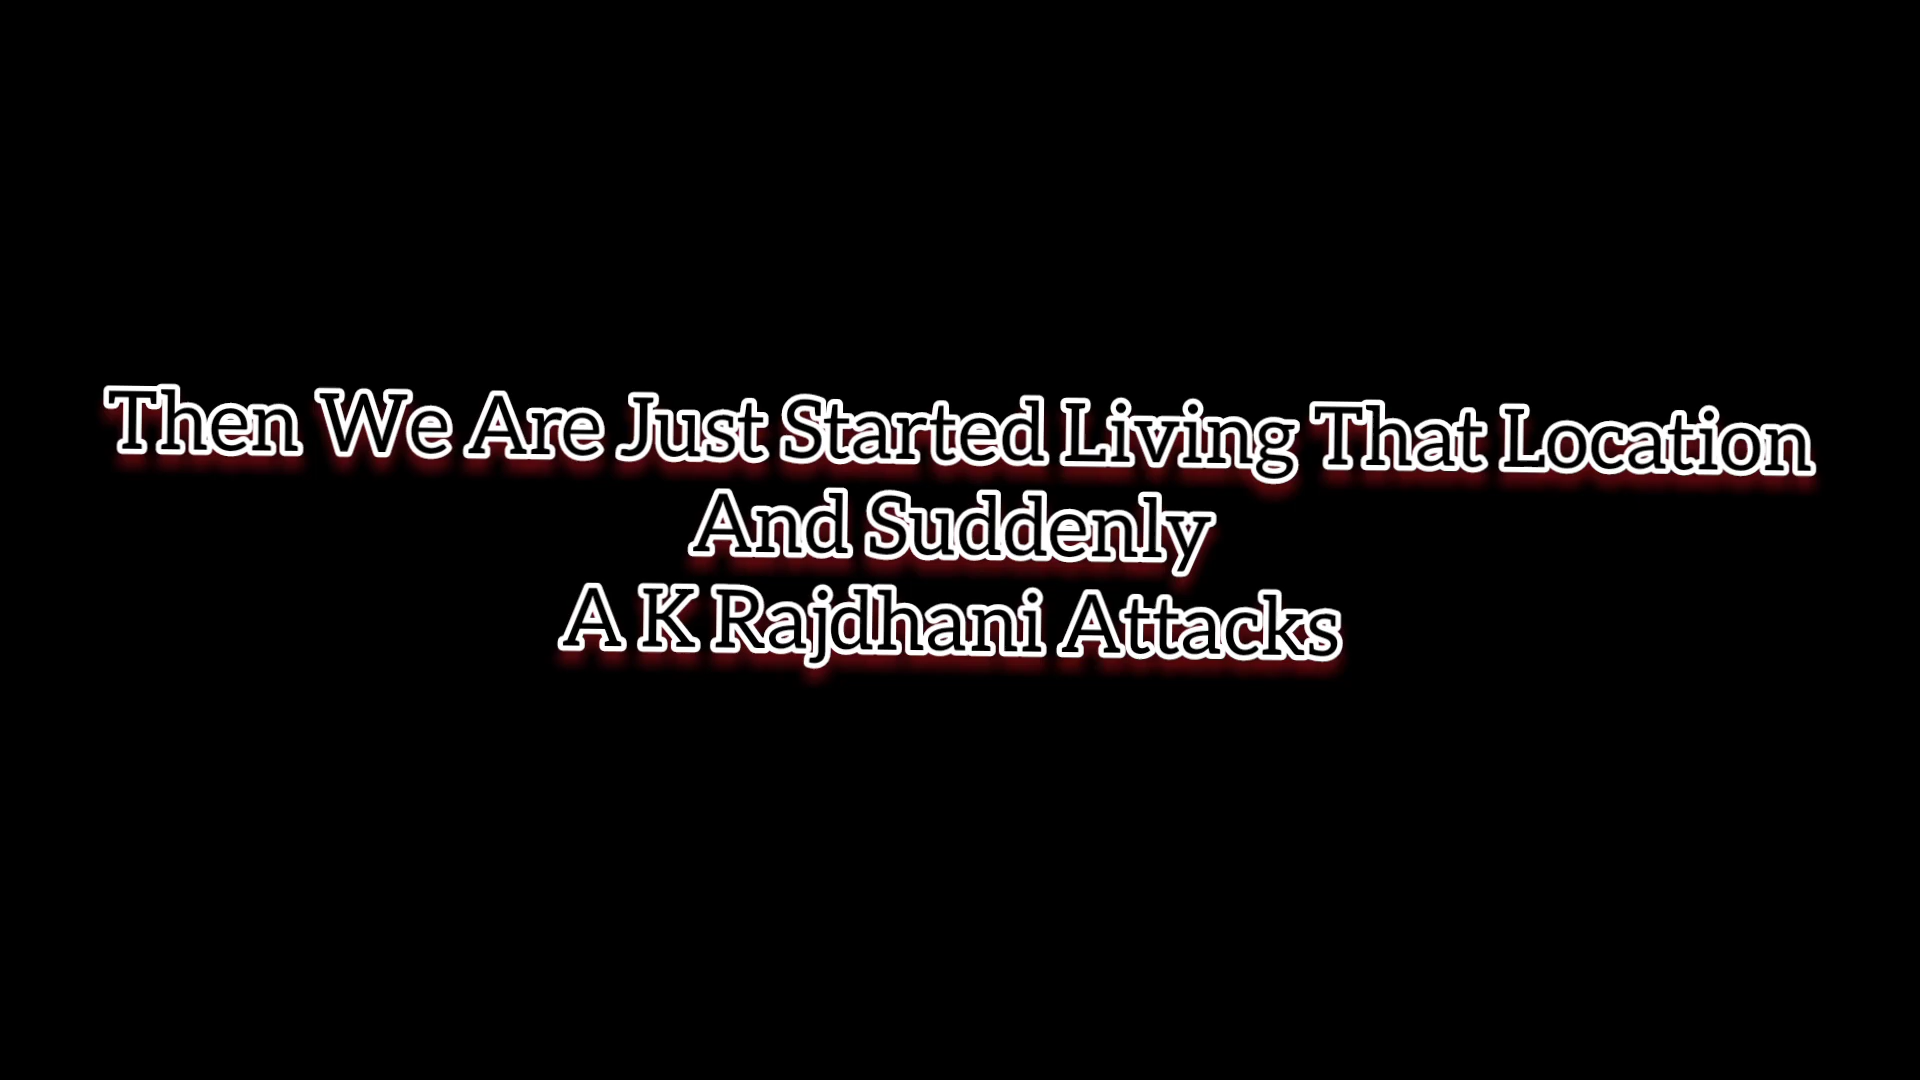 Then We Are Just Started Living That Location
And Suddenly
A K Rajdhani Attacks